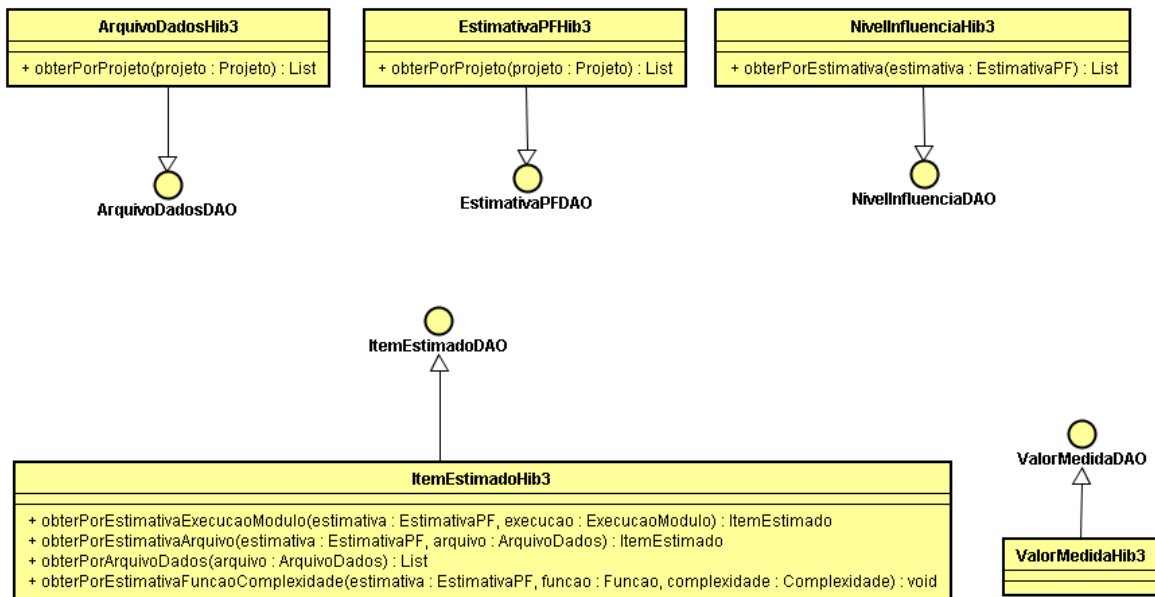 ArquivoDadosHib3
+ obterPorProjeto(projeto : Projeto) : List
EstimativaPFHib3
+ obterPorProjeto(projeto : Projeto) : List
NivelInfluenciaHib3
+ obterPorEstimativa(estimativa : EstimativaPF) : List
ArquivoDadosDAO
EstimativaPFDAO
NivelInfluenciaDAO
ItemEstimadoDAO
ValorMedidaDAO
ItemEstimadoHib3
+ obterPorEstimativaExecucaoModulo(estimativa : EstimativaPF, execucao : ExecucaoModulo) : ItemEstimado
+ obterPorEstimativaArquivo(estimativa : EstimativaPF, arquivo : ArquivoDados) : ItemEstimado
+ obterPorArquivoDados(arquivo : ArquivoDados) : List
+ obterPorEstimativaFuncaoComplexidade(estimativa : EstimativaPF, funcao : Funcao, complexidade : Complexidade) : void
ValorMedidaHib3